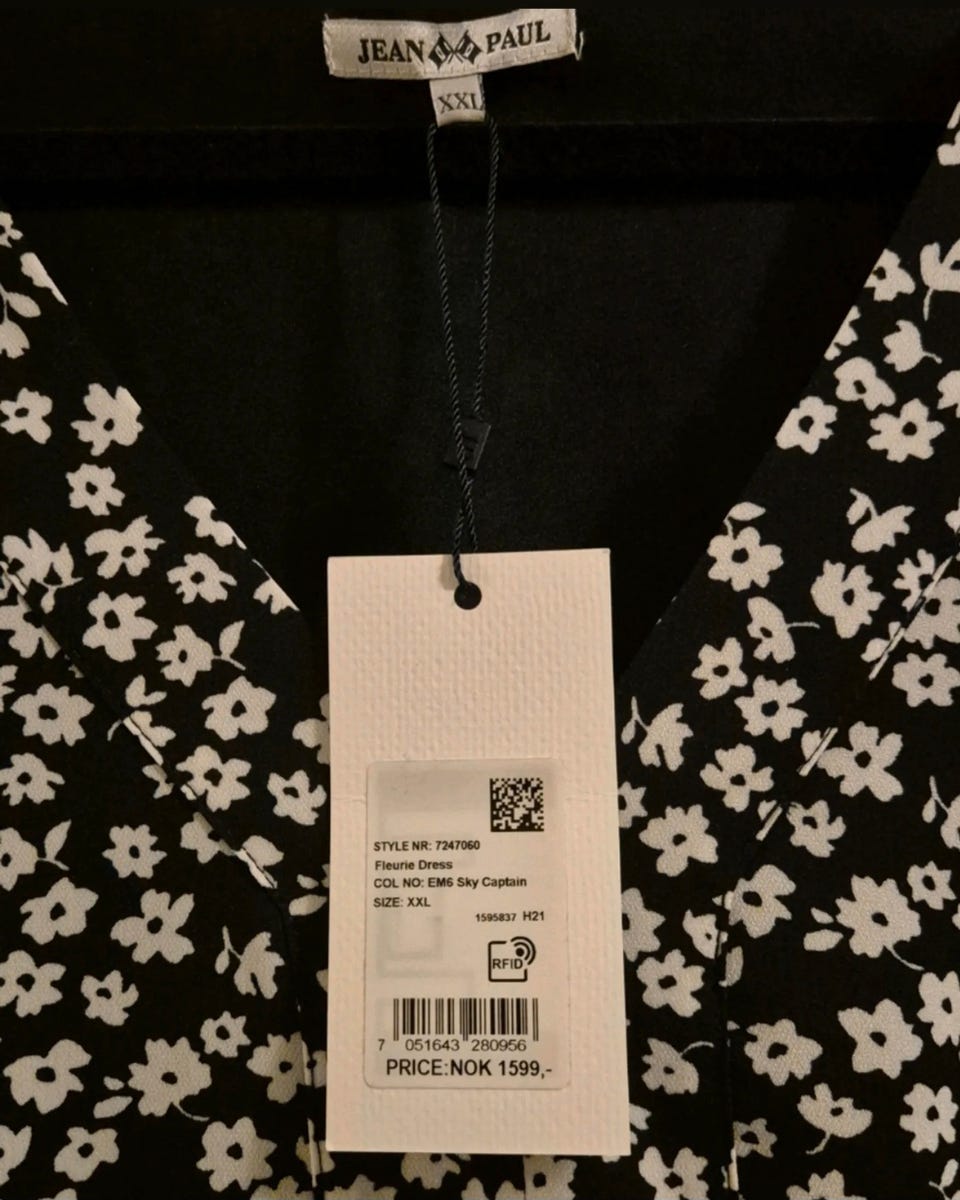 JEAN PAUL
XXL
STYLE NR: 7247060
Fleurie Dress
COL NO: EM6 Sky Captain
SIZE: XXL
1595837 H21
RFID
7 051643 280956
PRICE:NOK 1599,-